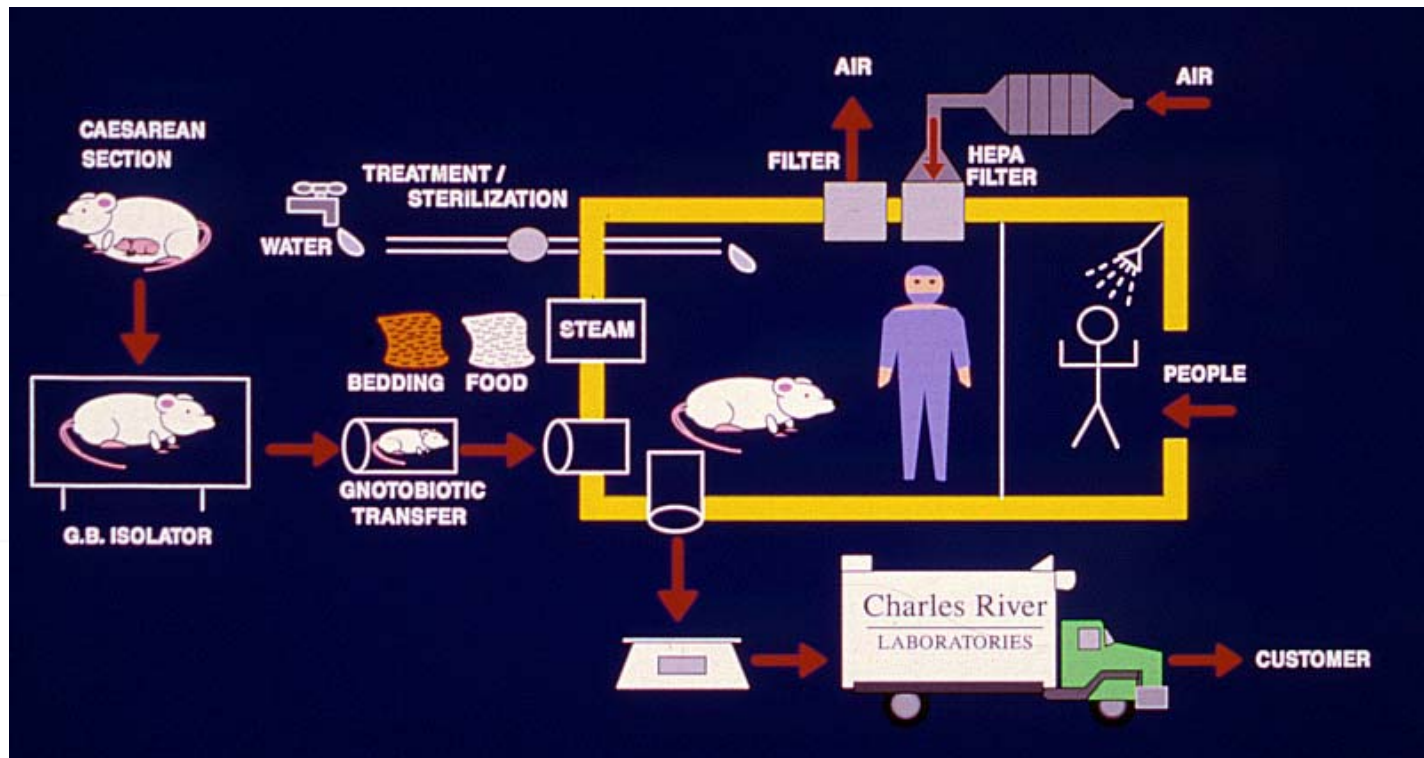 CAESAREAN
SECTION
G.B. ISOLATOR
WATER
TREATMENT /
STERILIZATION
BEDDING
FOOD
STEAM
GNOTOBIOTIC
TRANSFER
AIR
FILTER
AIR
HEPA
FILTER
PEOPLE
Charles River
LABORATORIES
CUSTOMER